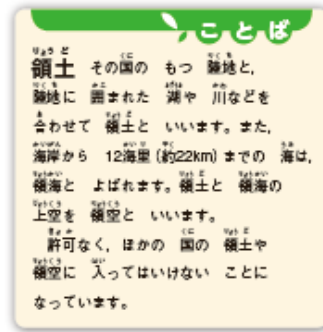 ことば
領土 その国の もつ 陸地と,
陸地に 囲まれた 湖や 川などを
合わせて 領土と いいます。また,
海岸から 12海里(約22km)までの 海は,
領海と よばれます。領土と 領海の
上空を 領空と いいます。
許可なく, ほかの 国の 領土や
領空に 入ってはいけない ことに
なっています。